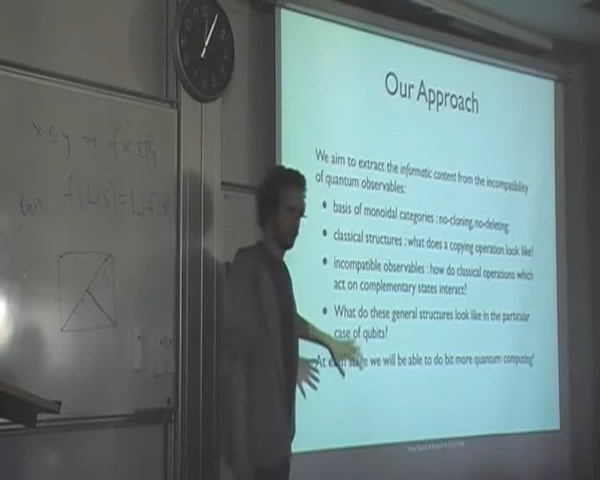 x ⊑ y ⇒ fx ⊑ fy
Our Approach
We aim to extract the informatic content from the incompatibility
of quantum observables:
• basis of monoidal categories : no-cloning, no-deleting
• classical structures : what does a copying operation look like?
• incompatible observables : how do classical operations which
act on complementary states interact?
• What do these general structures look like in the particular
case of qubits?
At each stage we will be able to do bit more quantum computing!